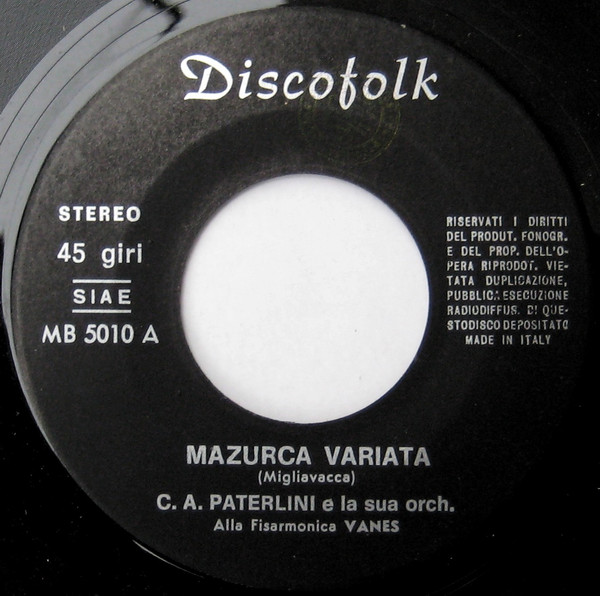 Discofolk
STEREO
45 giri
SIAE
MB 5010 A
RISERVATI I DIRITTI
DEL PRODUT. FONOGR.
E DEL PROP. DELL'O-
PERA RIPRODOT. VIE-
TATA DUPLICAZIONE,
PUBBLIC. ESECUZIONE
RADIODIFFUS. DI QUE-
STO DISCO DEPOSITATO
MADE IN ITALY
MAZURCA VARIATA
(Migliavacca)
C. A. PATERLINI e la sua orch.
Alla Fisarmonica VANES